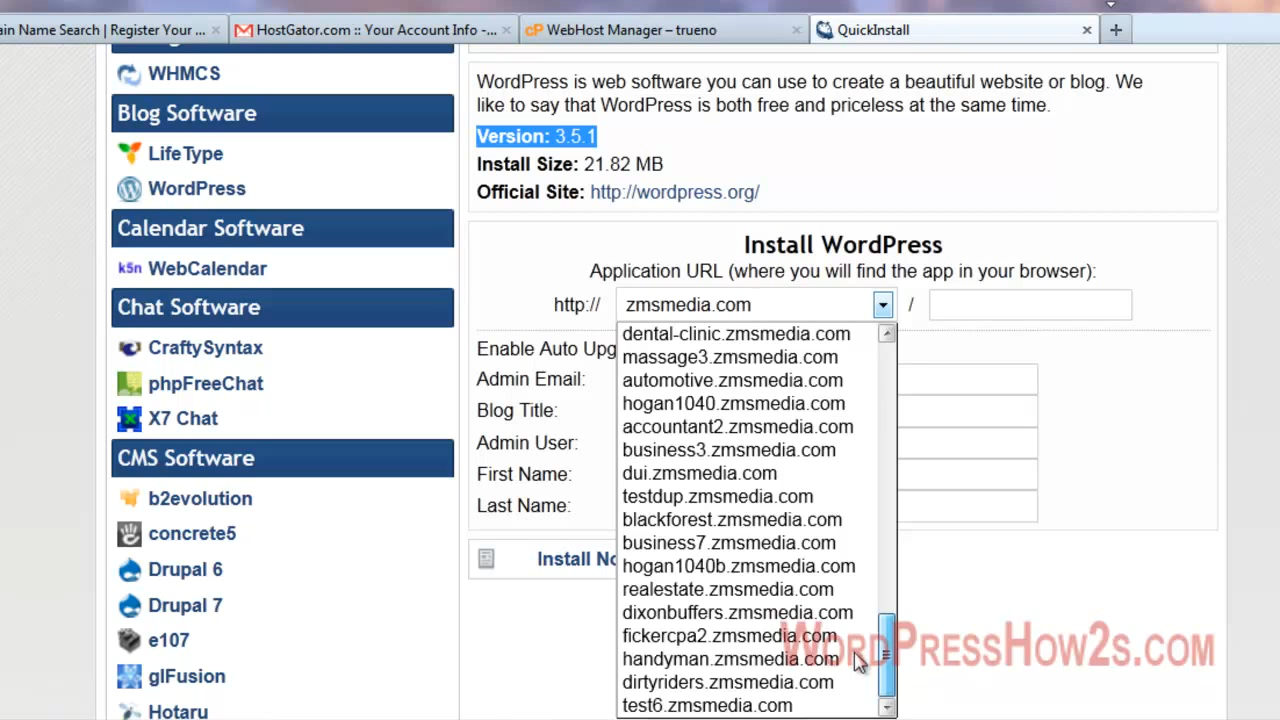 ain Name Search | Register Your ...
HostGator.com :: Your Account Info -...
WebHost Manager – trueno
QuickInstall
WHMCS
Blog Software
LifeType
WordPress
Calendar Software
k5n WebCalendar
Chat Software
CraftySyntax
phpFreeChat
X7 Chat
CMS Software
b2evolution
concrete5
Drupal 6
Drupal 7
e107
glFusion
Hotaru
WordPress is web software you can use to create a beautiful website or blog. We
like to say that WordPress is both free and priceless at the same time.
Version: 3.5.1
Install Size: 21.82 MB
Official Site: http://wordpress.org/
Install WordPress
Application URL (where you will find the app in your browser):
http:// zmsmedia.com /
Enable Auto Upg
Admin Email:
Blog Title:
Admin User:
First Name:
Last Name:
Install No
dental-clinic.zmsmedia.com
massage3.zmsmedia.com
automotive.zmsmedia.com
hogan1040.zmsmedia.com
accountant2.zmsmedia.com
business3.zmsmedia.com
dui.zmsmedia.com
testdup.zmsmedia.com
blackforest.zmsmedia.com
business7.zmsmedia.com
hogan1040b.zmsmedia.com
realestate.zmsmedia.com
dixonbuffers.zmsmedia.com
fickercpa2.zmsmedia.com
handyman.zmsmedia.com
dirtyriders.zmsmedia.com
test6.zmsmedia.com
WordPressHow2s.com